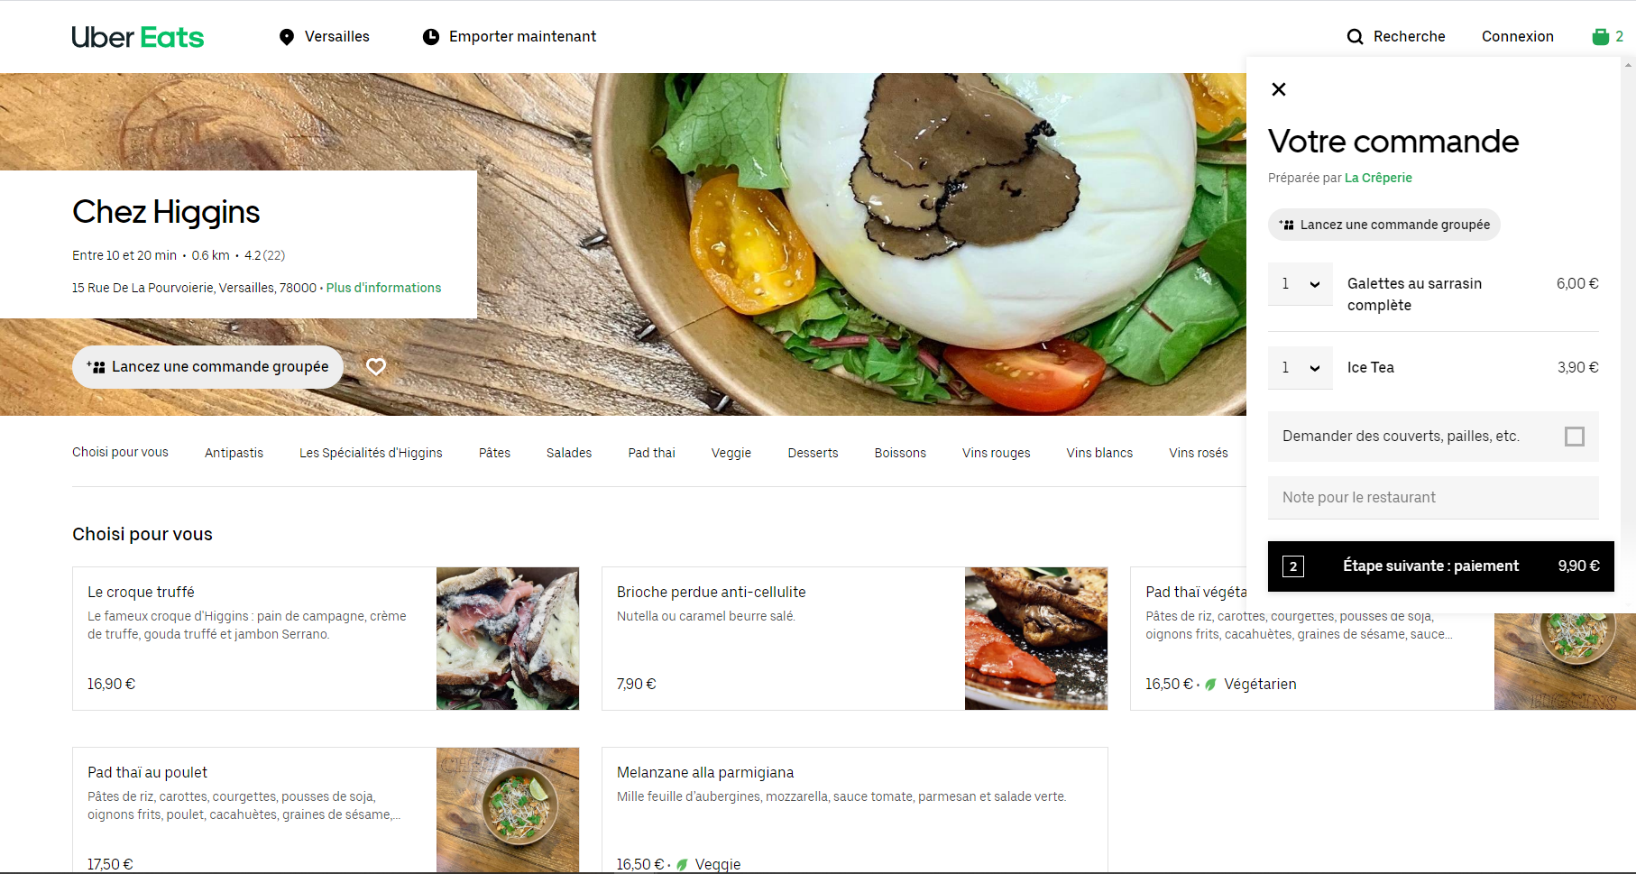 Uber Eats
Versailles
Emporter maintenant
Recherche
Connexion
2
Chez Higgins
Entre 10 et 20 min • 0.6 km • 4.2 (22)
15 Rue De La Pourvoierie, Versailles, 78000 • Plus d'informations
Lancez une commande groupée
Votre commande
Préparée par La Crêperie
Lancez une commande groupée
1
Galettes au sarrasin
complète
6,00 €
1
Ice Tea
3,90 €
Demander des couverts, pailles, etc.
Note pour le restaurant
2
Étape suivante : paiement
9,90 €
Choisi pour vous
Antipastis
Les Spécialités d'Higgins
Pâtes
Salades
Pad thai
Veggie
Desserts
Boissons
Vins rouges
Vins blancs
Vins rosés
Choisi pour vous
Le croque truffé
Le fameux croque d'Higgins : pain de campagne, crème
de truffe, gouda truffé et jambon Serrano.
16,90 €
Brioche perdue anti-cellulite
Nutella ou caramel beurre salé.
7,90 €
Pad thaï végéta
Pâtes de riz, carottes, courgettes, pousses de soja,
oignons frits, cacahuètes, graines de sésame, sauce...
16,50 € • Végétarien
Pad thaï au poulet
Pâtes de riz, carottes, courgettes, pousses de soja,
oignons frits, poulet, cacahuètes, graines de sésame,...
17,50 €
Melanzane alla parmigiana
Mille feuille d'aubergines, mozzarella, sauce tomate, parmesan et salade verte.
16,50 € • Veggie